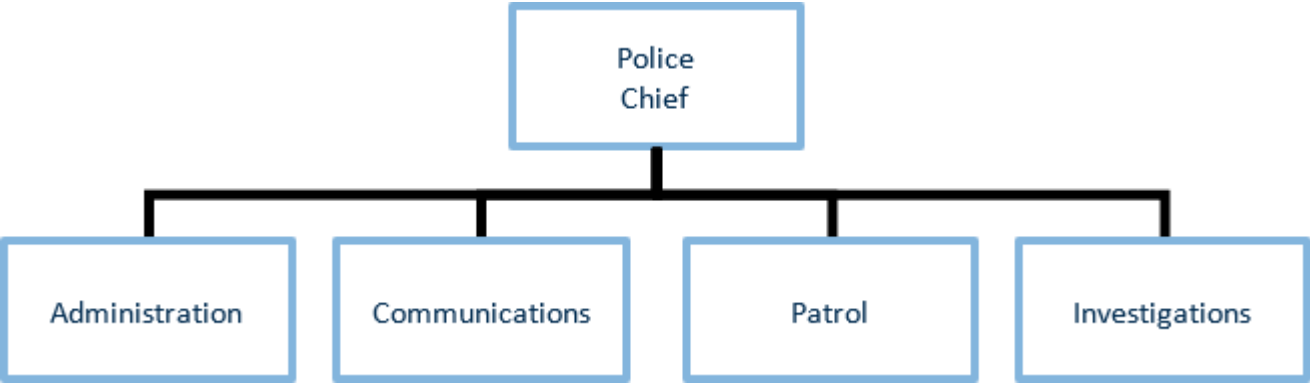 Police
Chief
Administration
Communications
Patrol
Investigations